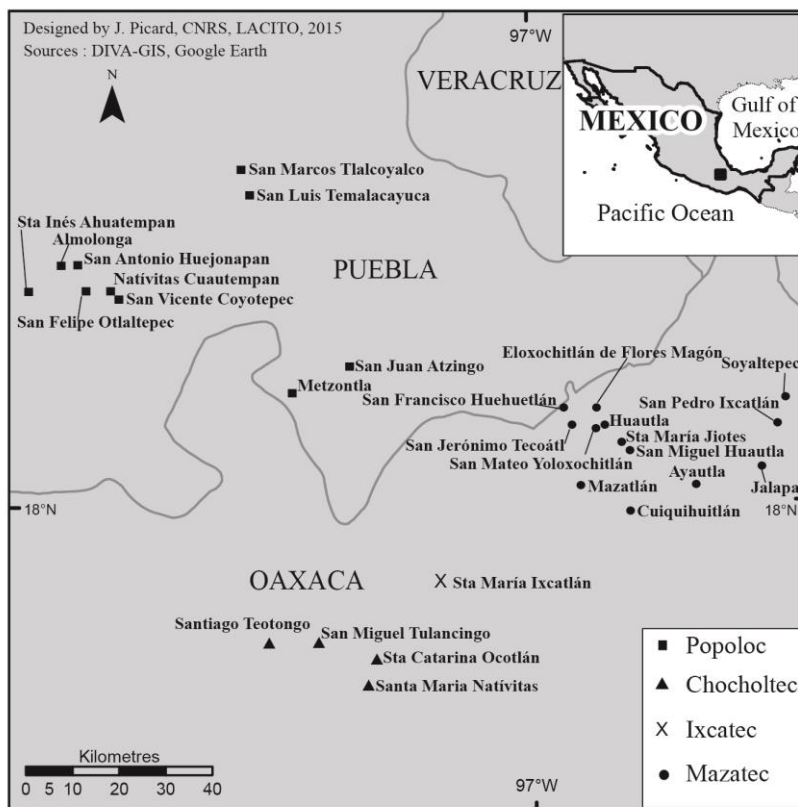 Designed by J. Picard, CNRS, LACITO, 2015
Sources : DIVA-GIS, Google Earth
97°W
N
VERACRUZ
MEXICO
Gulf of
Mexico
Pacific Ocean
San Marcos Tlalcoyalco
San Luis Temalacayuca
Sta Inés Ahuatempan
Almolonga
San Antonio Huejonapan
Natívitas Cuautempan
San Vicente Coyotepec
San Felipe Otlaltepec
PUEBLA
San Juan Atzingo
Metzontla
Eloxochitlán de Flores Magón
Soyaltepec
San Francisco Huehuetlán
San Pedro Ixcatlán
Huautla
San Jerónimo Tecoátl
Sta María Jiotes
San Miguel Huautla
San Mateo Yoloxochitlán
Ayautla
Mazatlán
Jalapa
18°N
Cuiquihuitlán
18°N
OAXACA
Sta María Ixcatlán
Santiago Teotongo
San Miguel Tulancingo
Sta Catarina Ocotlán
Santa Maria Natívitas
Popoloc
Chocholtec
X Ixcatec
Mazatec
Kilometres
0 5 10 20 30 40
97°W